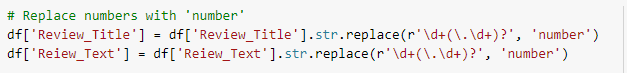 # Replace numbers with 'number'
df['Review_Title'] = df['Review_Title'].str.replace(r'\d+(\.\d+)?', 'number')
df['Reiew_Text'] = df['Reiew_Text'].str.replace(r'\d+(\.\d+)?', 'number')